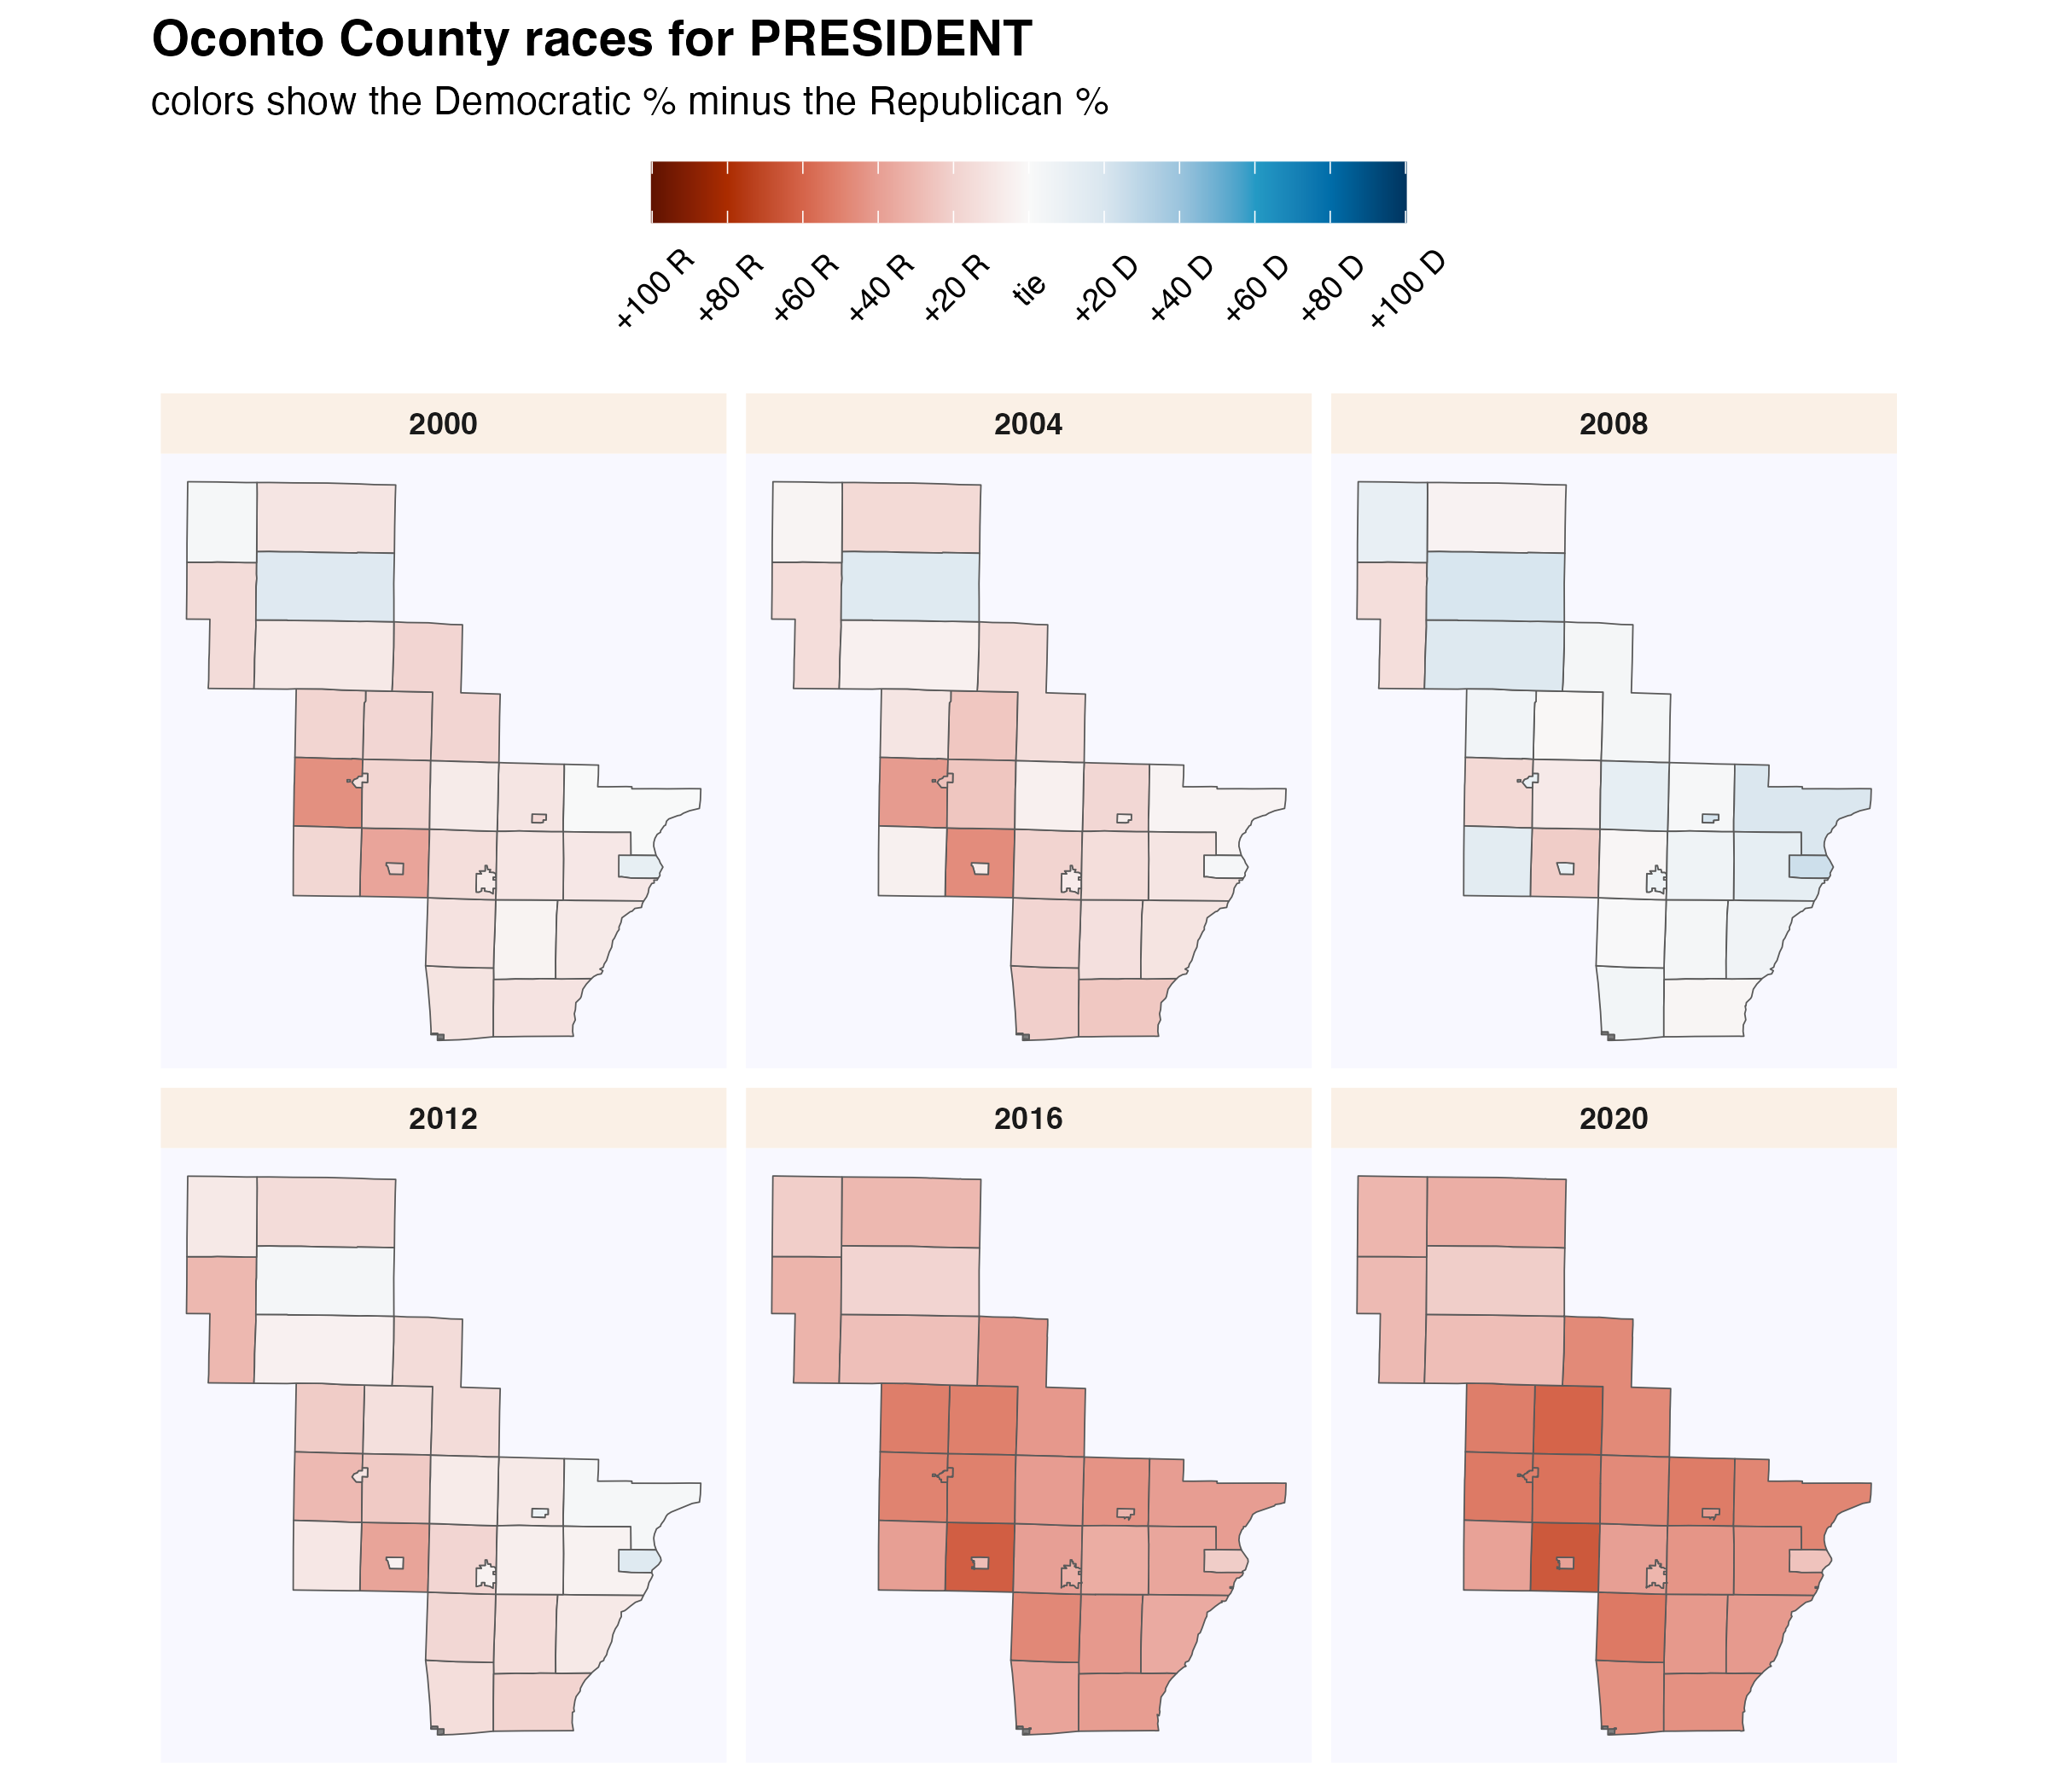 Oconto County races for PRESIDENT
colors show the Democratic % minus the Republican %
+100 R
+80 R
+60 R
+40 R
+20 R
tie
+20 D
+40 D
+60 D
+80 D
+100 D
2000
2004
2008
2012
2016
2020